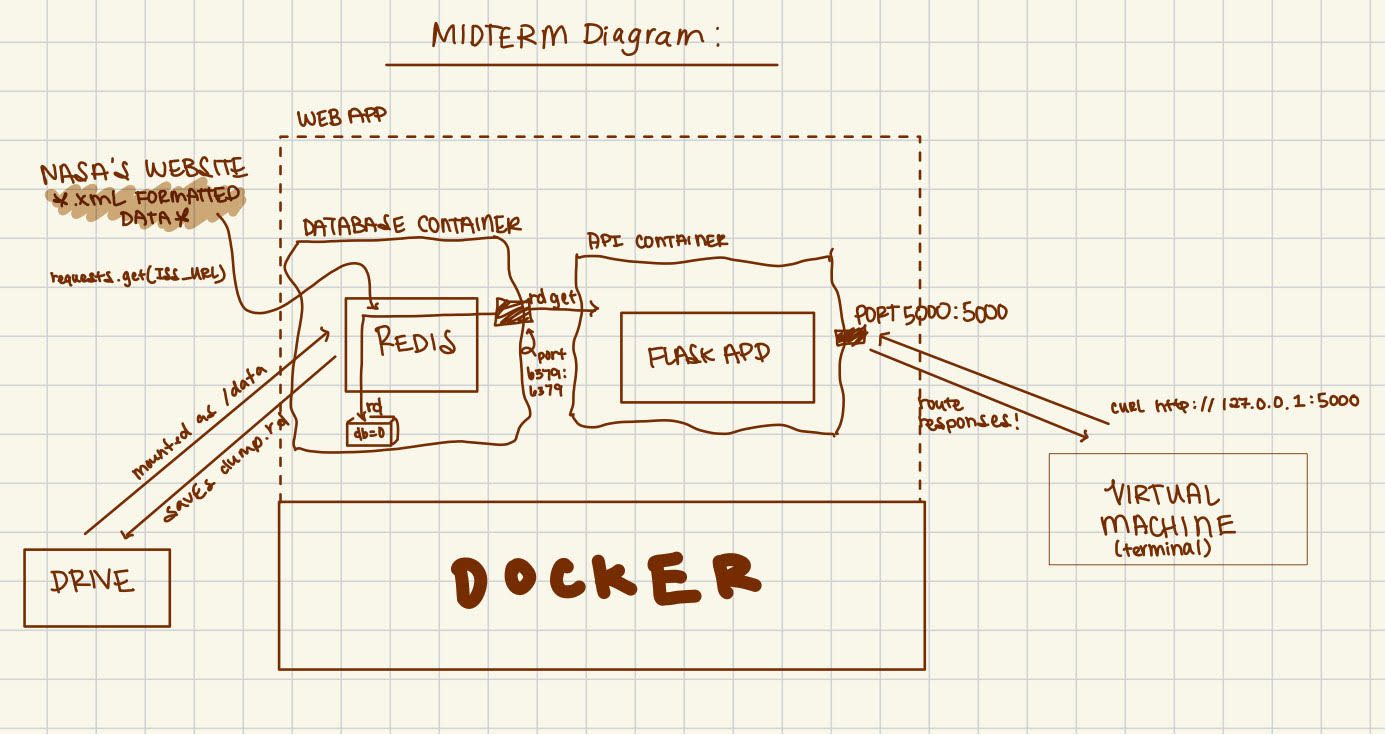 MIDTERM Diagram:
WEB APP
NASA'S WEBSITE
*.XML FORMATTED
DATA*
requests.get(ISS_URL)
DATABASE CONTAINER
REDIS
rd
db=0
rd get
port
6379:
6379
API CONTAINER
FLASK APP
PORT 5000:5000
route
responses!
curl http://127.0.0.1:5000
VIRTUAL
MACHINE
(terminal)
mounted as /data
saves dump.rd
DRIVE
DOCKER